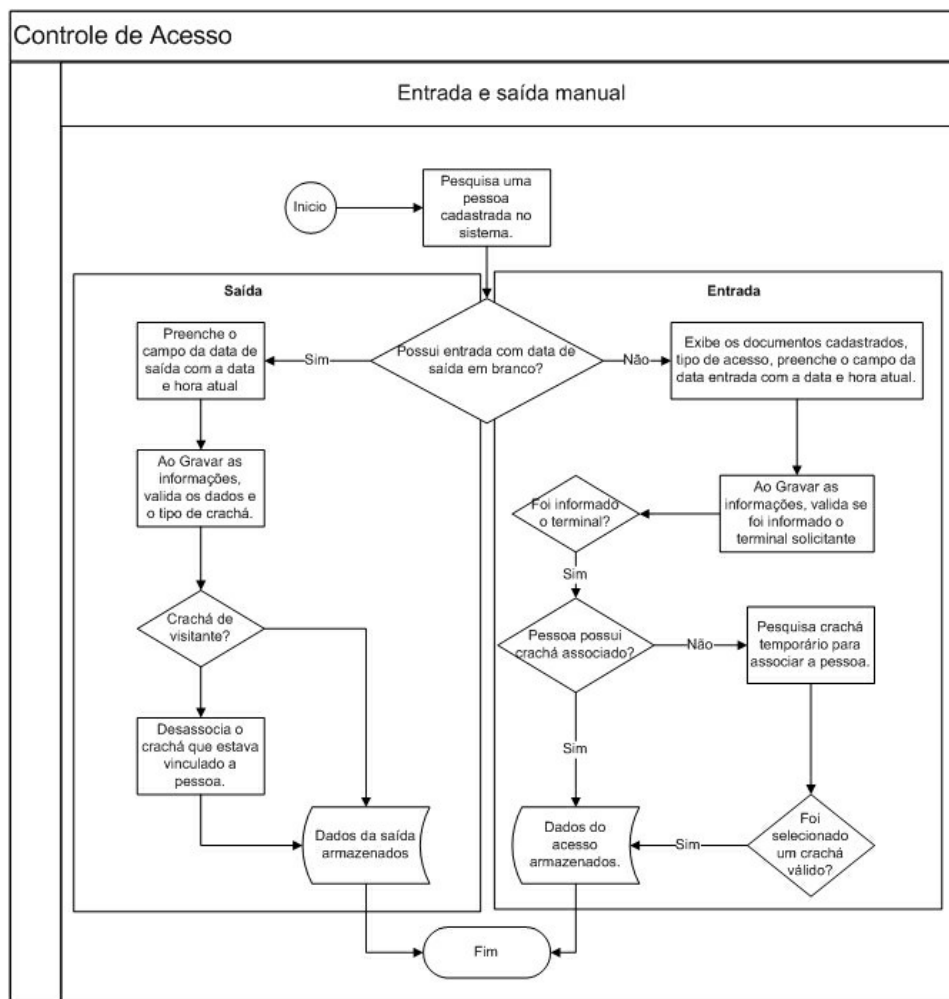 Controle de Acesso
Entrada e saída manual
Inicio
Pesquisa uma
pessoa
cadastrada no
sistema.
Saída
Entrada
Preenche o
campo da data de
saída com a data
e hora atual
Sim
Possui entrada com data de
saída em branco?
Não
Exibe os documentos cadastrados,
tipo de acesso, preenche o campo da
data entrada com a data e hora atual.
Ao Gravar as
informações,
valida os dados e
o tipo de crachá.
Foi informado
o terminal?
Ao Gravar as
informações, valida se
foi informado o
terminal solicitante
Sim
Crachá de
visitante?
Pessoa possui
crachá associado?
Não
Pesquisa crachá
temporário para
associar a pessoa.
Desassocia o
crachá que estava
vinculado a
pessoa.
Sim
Dados da saída
armazenados
Dados do
acesso
armazenados.
Sim
Foi
selecionado
um crachá
válido?
Fim